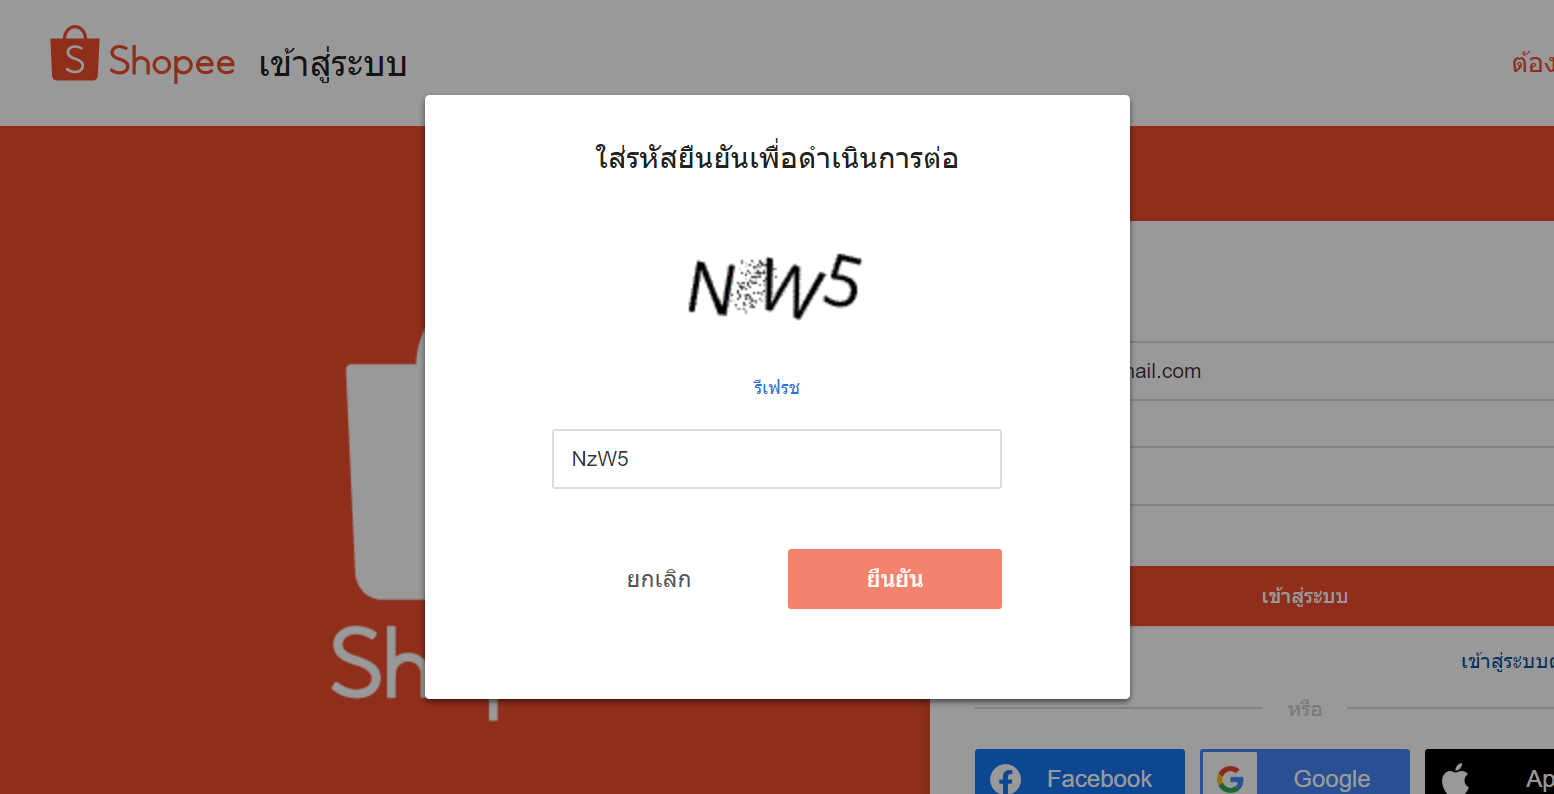 Shopee เข้าสู่ระบบ
ต้อง
ใส่รหัสยืนยันเพื่อดำเนินการต่อ
รีเฟรช
NzW5
ยกเลิก
ยืนยัน
mail.com
เข้าสู่ระบบ
เข้าสู่ระบบด
หรือ
Facebook
Google
Ap
Sh